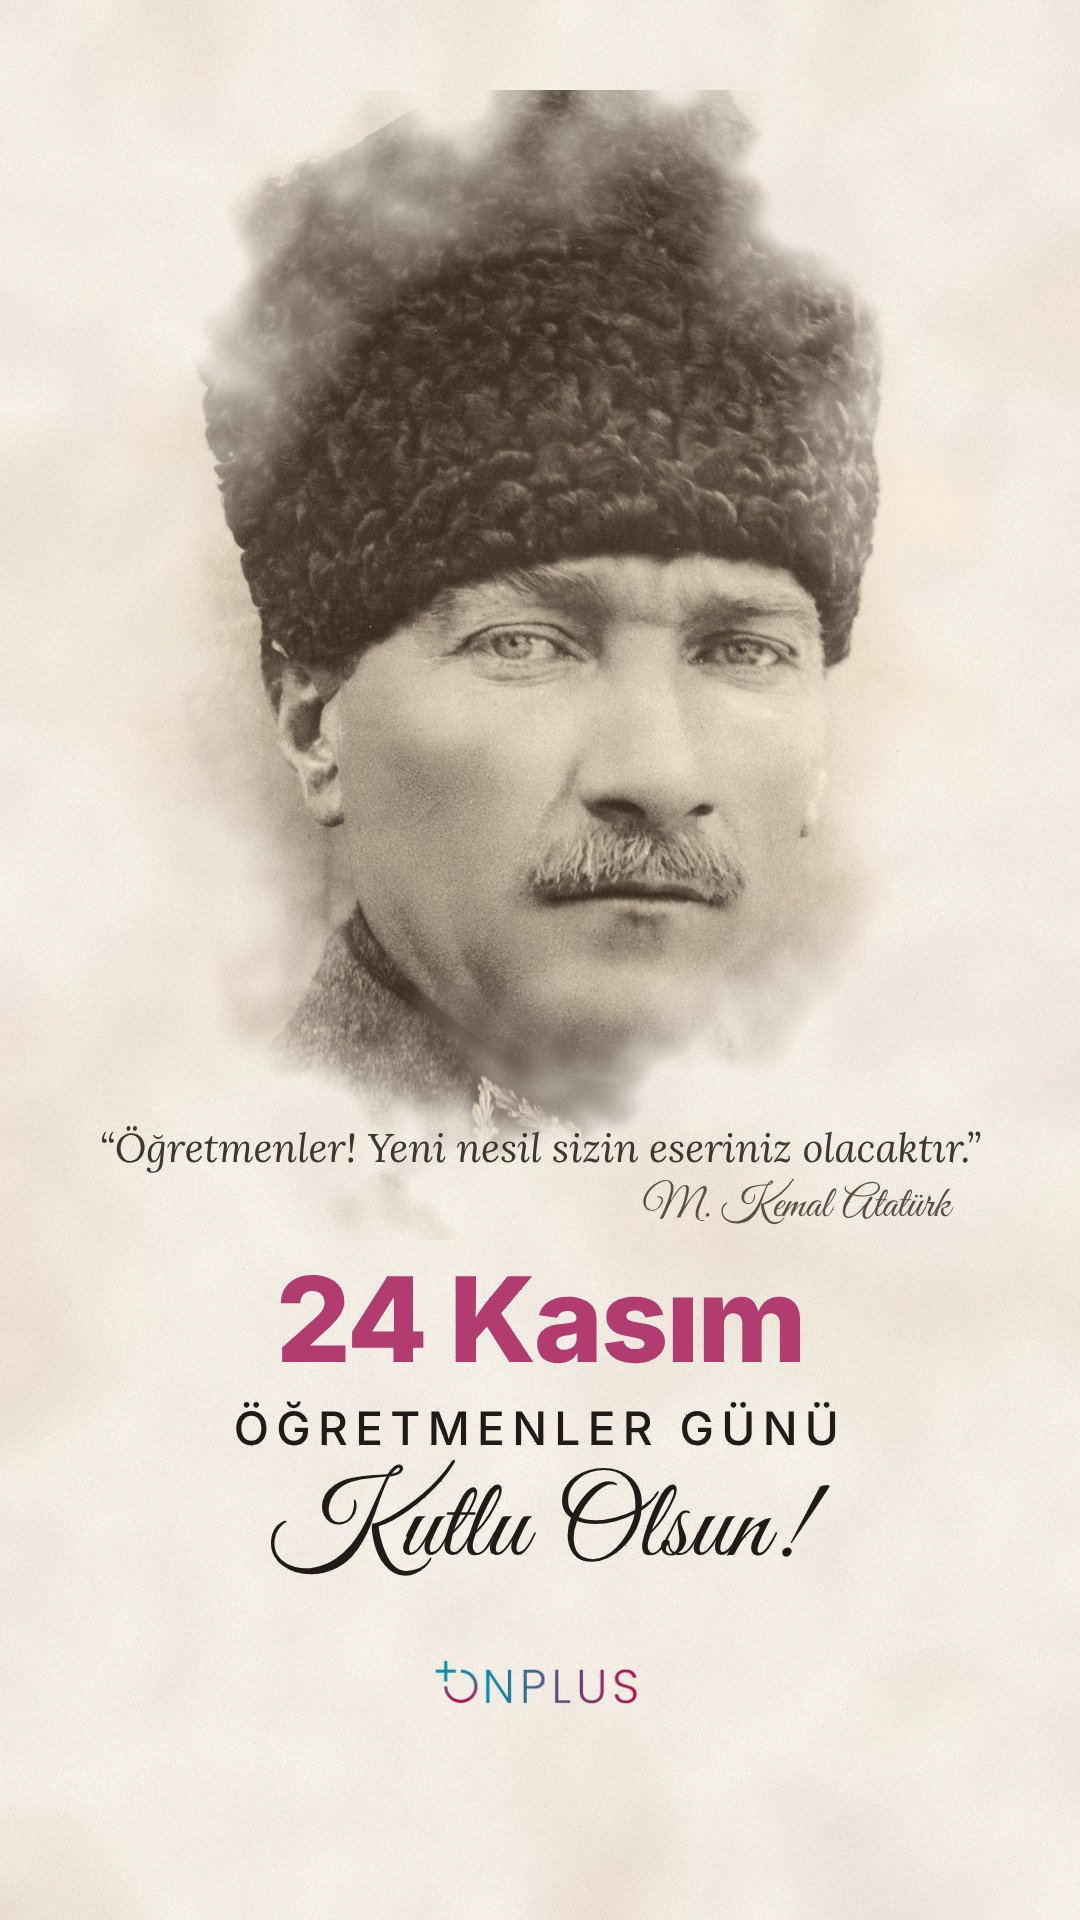 “Öğretmenler! Yeni nesil sizin eseriniz olacaktır.”
M. Kemal Atatürk
24 Kasım
ÖĞRETMENLER GÜNÜ
Kutlu Olsun!
ONPLUS